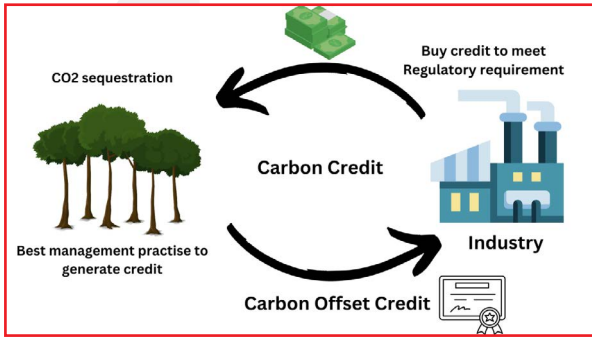 CO2 sequestration
Buy credit to meet
Regulatory requirement
Carbon Credit
Best management practise to
generate credit
Industry
Carbon Offset Credit